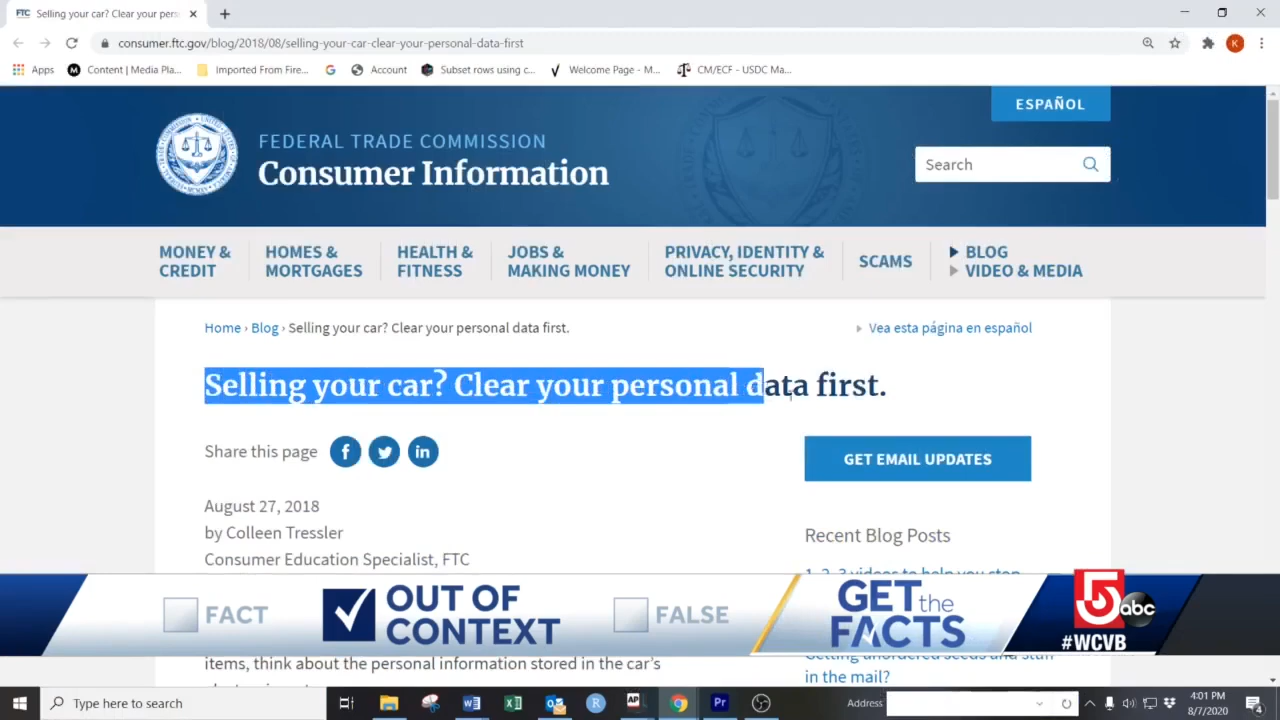 Selling your car? Clear your pers
consumer.ftc.gov/blog/2018/08/selling-your-car-clear-your-personal-data-first
K
Apps
Content | Media Pla...
Imported From Fire...
Account
Subset rows using c...
Welcome Page - M...
CM/ECF - USDC Ma...
ESPAÑOL
FEDERAL TRADE COMMISSION
Consumer Information
Search
MONEY &
CREDIT
HOMES &
MORTGAGES
HEALTH &
FITNESS
JOBS &
MAKING MONEY
PRIVACY, IDENTITY &
ONLINE SECURITY
SCAMS
BLOG
VIDEO & MEDIA
Home › Blog › Selling your car? Clear your personal data first.
Vea esta página en español
Selling your car? Clear your personal data first.
Share this page
GET EMAIL UPDATES
August 27, 2018
by Colleen Tressler
Consumer Education Specialist, FTC
Recent Blog Posts
1, 2, 3 videos to help you stop
FACT
OUT OF
CONTEXT
FALSE
GET the
FACTS
5 abc
#WCVB
items, think about the personal information stored in the car's
Getting unordered seeds and stuff
in the mail?
Type here to search
Address
4:01 PM
8/7/2020